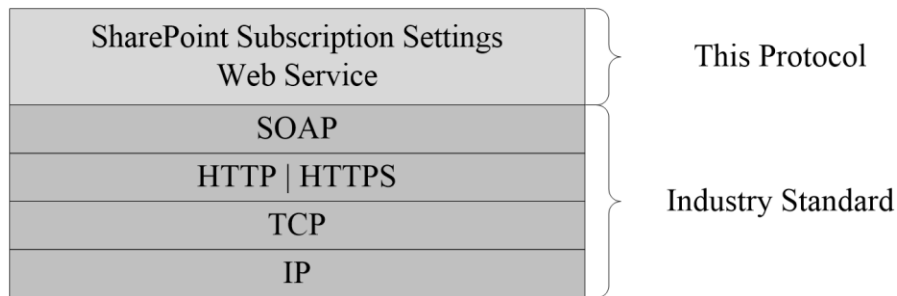 SharePoint Subscription Settings
Web Service
This Protocol
SOAP
HTTP | HTTPS
TCP
IP
Industry Standard